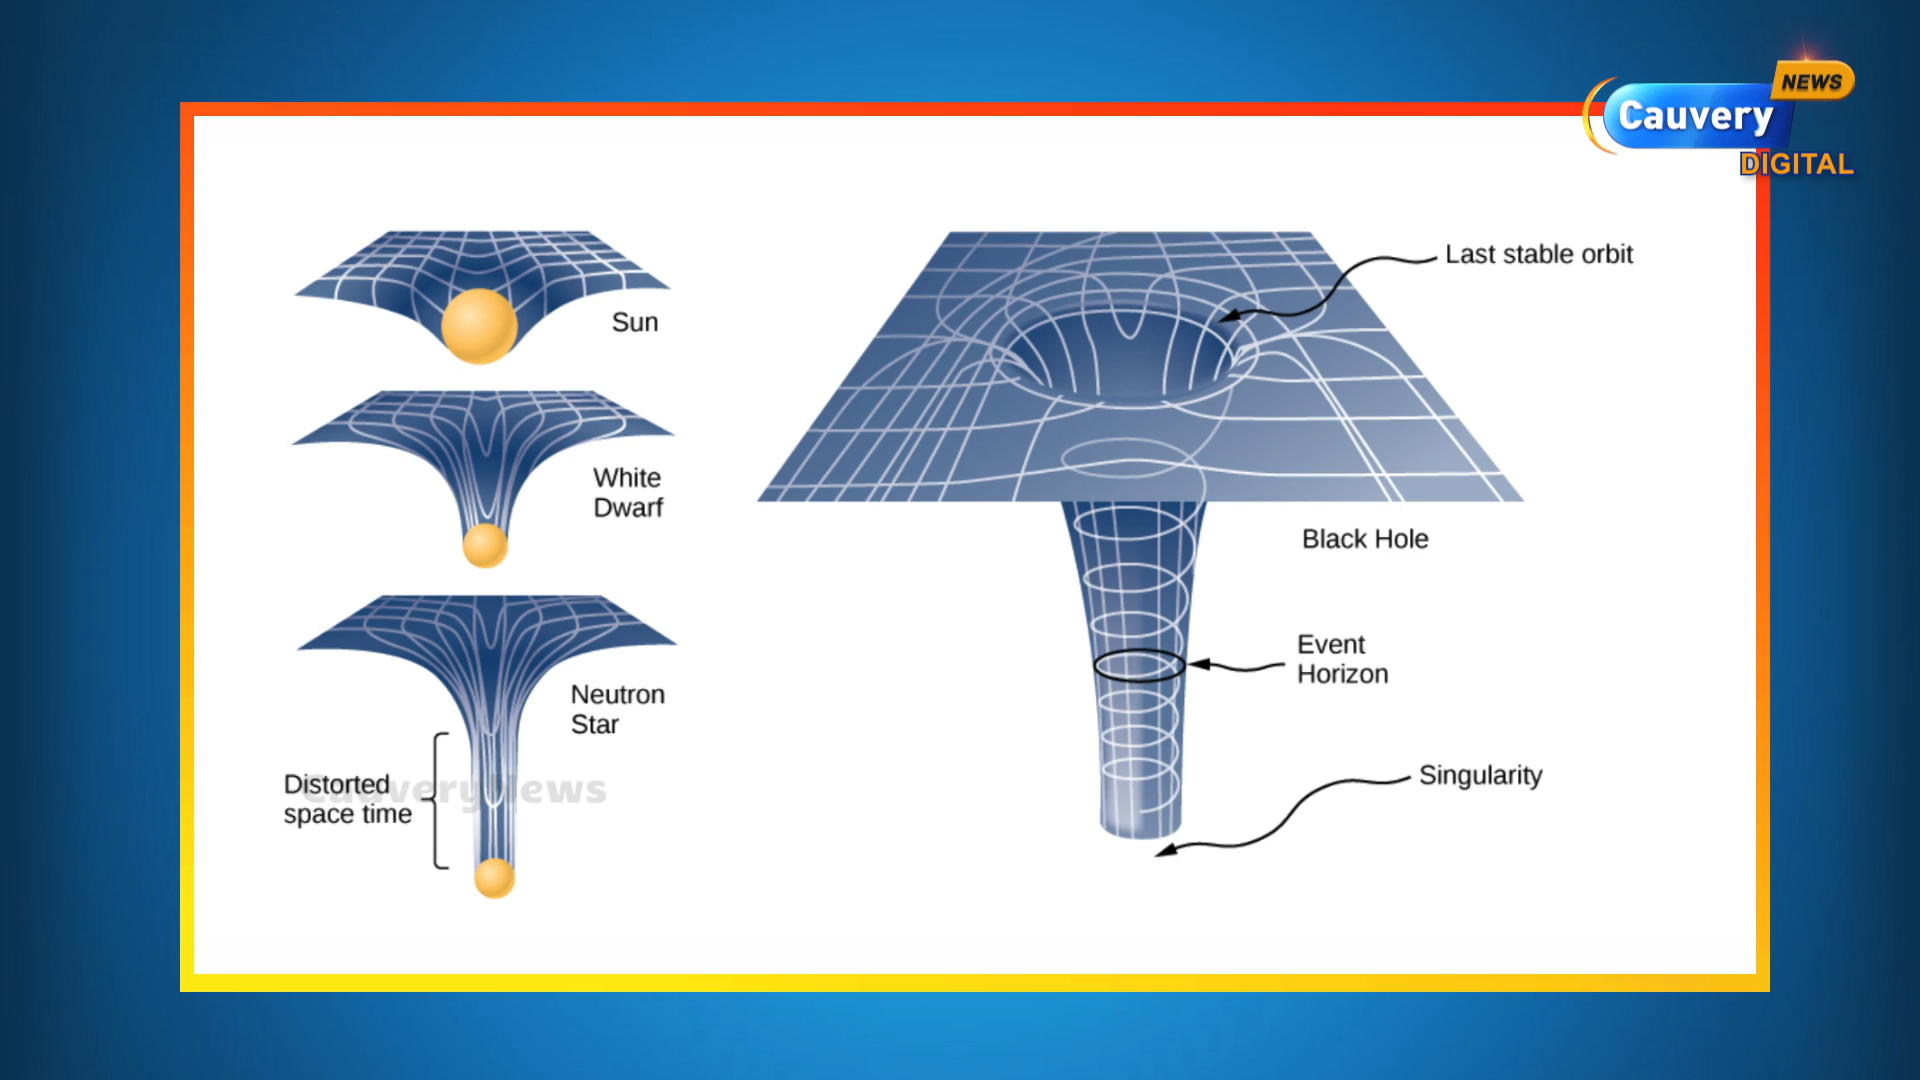 NEWS
Cauvery
DIGITAL
Last stable orbit
Sun
White
Dwarf
Black Hole
Event
Horizon
Neutron
Star
Distorted
space time
CauveryNews
Singularity